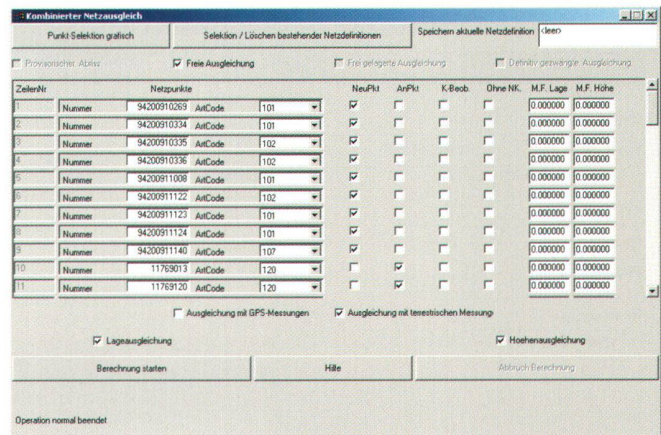 Kombinierter Netzausgleich
Punkt-Selektion grafisch Selektion / Löschen bestehender Netzdefinitionen Speichern aktuelle Netzdefinition <leer>
Provisorischer Abriss Freie Ausgleichung Frei gelagerte Ausgleichung Definitiv gezwängte Ausgleichung
ZeilenNr Netzpunkte NeuPkt AnPkt K-Beob. Ohne NK. M.F. Lage M.F. Höhe
1 Nummer 94200910269 ArtCode 101 0.000000 0.000000
2 Nummer 94200910334 ArtCode 101 0.000000 0.000000
3 Nummer 94200910335 ArtCode 102 0.000000 0.000000
4 Nummer 94200910336 ArtCode 102 0.000000 0.000000
5 Nummer 94200911008 ArtCode 101 0.000000 0.000000
6 Nummer 94200911122 ArtCode 102 0.000000 0.000000
7 Nummer 94200911123 ArtCode 101 0.000000 0.000000
8 Nummer 94200911124 ArtCode 101 0.000000 0.000000
9 Nummer 94200911140 ArtCode 107 0.000000 0.000000
10 Nummer 11769013 ArtCode 120 0.000000 0.000000
11 Nummer 11769120 ArtCode 120 0.000000 0.000000
Ausgleichung mit GPS-Messungen Ausgleichung mit terrestrischen Messung
Lageausgleichung Hoehenausgleichung
Berechnung starten Hilfe Abbruch Berechnung
Operation normal beendet